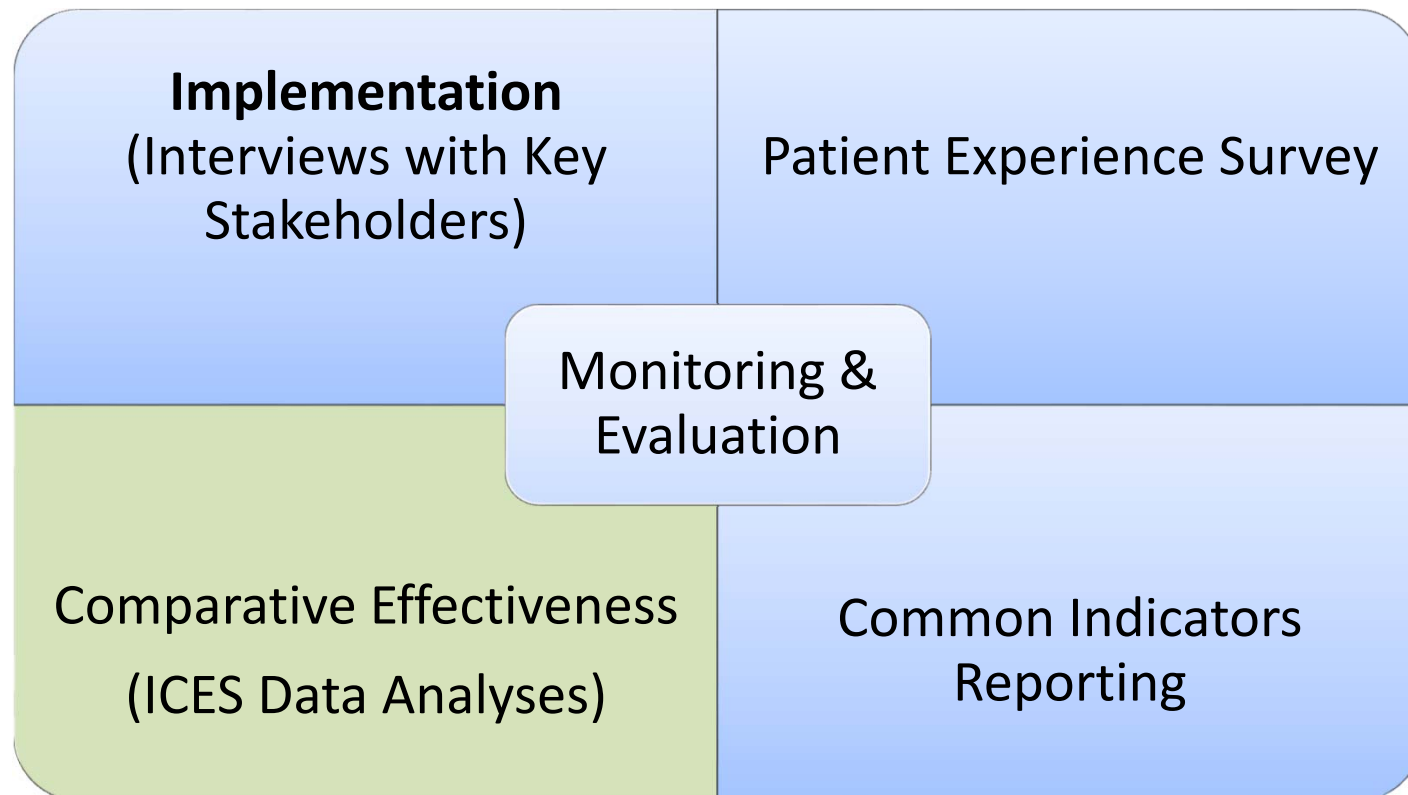 Implementation
(Interviews with Key
Stakeholders)
Patient Experience Survey
Monitoring &
Evaluation
Comparative Effectiveness
(ICES Data Analyses)
Common Indicators
Reporting